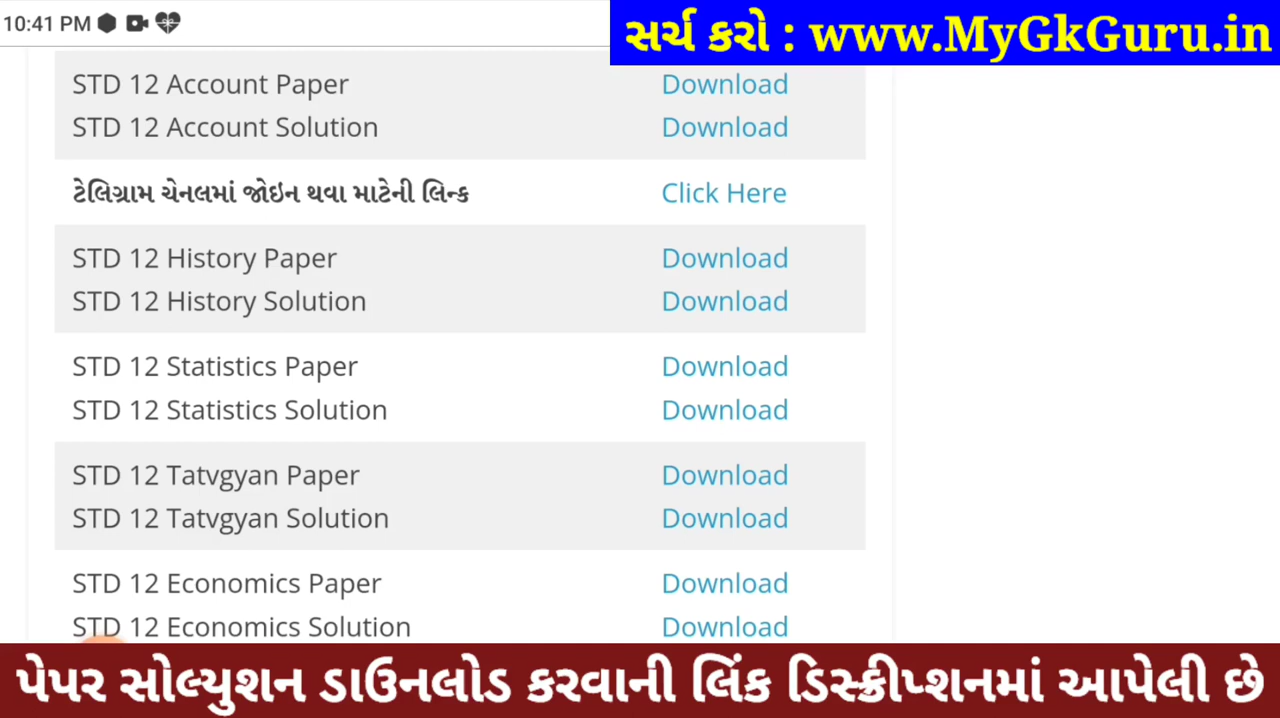 10:41 PM
સર્ચ કરો : www.MyGkGuru.in
STD 12 Account Paper Download
STD 12 Account Solution Download
ટેલિગ્રામ ચેનલમાં જોઇન થવા માટેની લિન્ક Click Here
STD 12 History Paper Download
STD 12 History Solution Download
STD 12 Statistics Paper Download
STD 12 Statistics Solution Download
STD 12 Tatvgyan Paper Download
STD 12 Tatvgyan Solution Download
STD 12 Economics Paper Download
STD 12 Economics Solution Download
પેપર સોલ્યુશન ડાઉનલોડ કરવાની લિંક ડિસ્ક્રીપ્શનમાં આપેલી છે